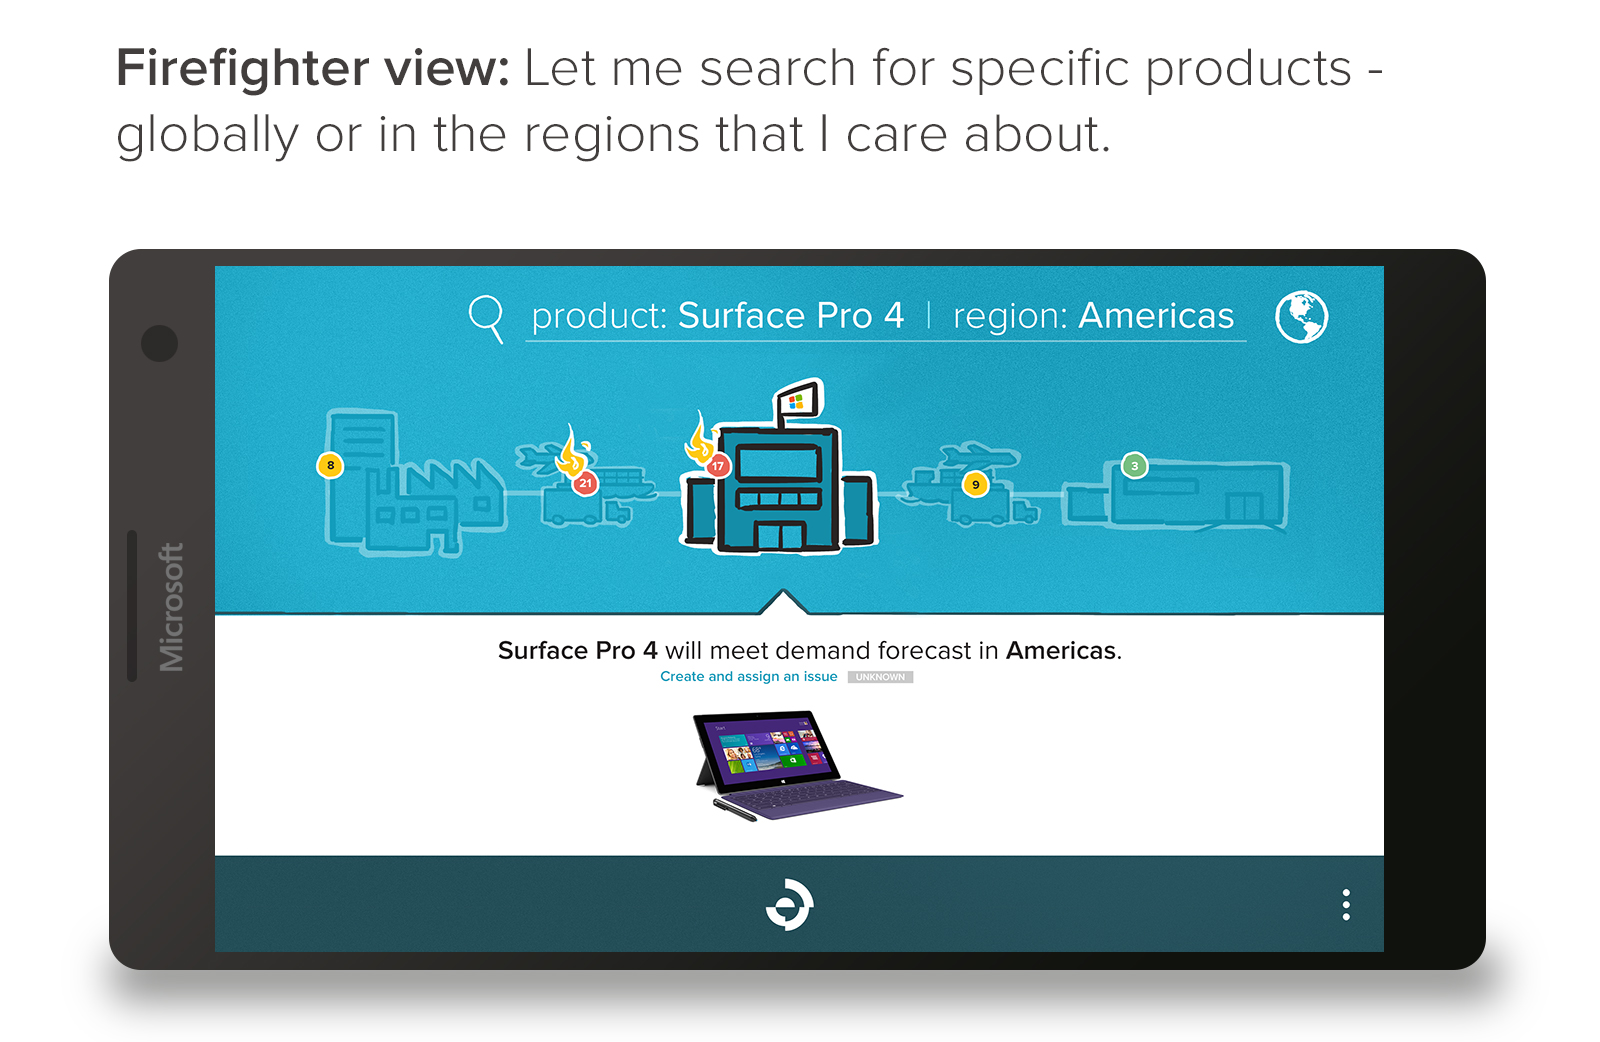 Firefighter view: Let me search for specific products -
globally or in the regions that I care about.
product: Surface Pro 4 | region: Americas
8
21
17
9
3
Microsoft
Surface Pro 4 will meet demand forecast in Americas.
Create and assign an issue UNKNOWN
Start